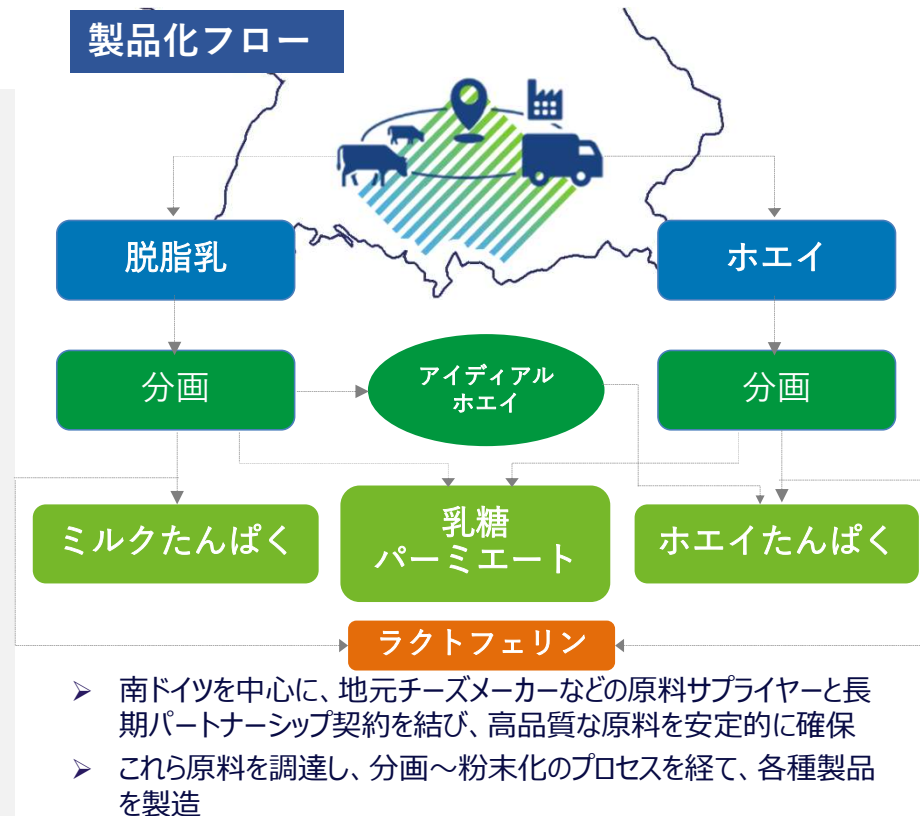 製品化フロー
脱脂乳
ホエイ
分画
アイディアル
ホエイ
分画
ミルクたんぱく
乳糖
パーミエート
ホエイたんぱく
ラクトフェリン
➢ 南ドイツを中心に、地元チーズメーカーなどの原料サプライヤーと長
期パートナーシップ契約を結び、高品質な原料を安定的に確保
➢ これら原料を調達し、分画～粉末化のプロセスを経て、各種製品
を製造